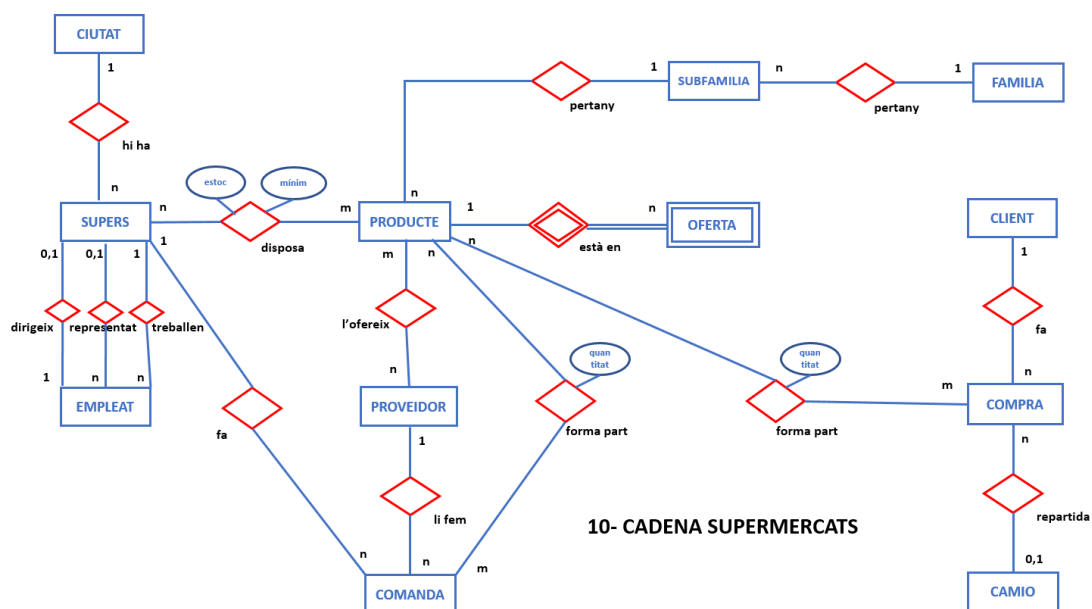 CIUTAT
1
1
n
1
SUBFAMILIA
FAMILIA
pertany
pertany
hi ha
n
estoc
mínim
n
SUPERS
n
m
PRODUCTE
1
n
OFERTA
CLIENT
disposa
està en
0,1
0,1
1
1
m
n
n
1
dirigeix
representat
treballen
l'ofereix
fa
1
n
n
n
quan
titat
quan
titat
n
EMPLEAT
PROVEIDOR
m
COMPRA
fa
forma part
forma part
1
n
li fem
10- CADENA SUPERMERCATS
repartida
n
n
m
0,1
COMANDA
CAMIO